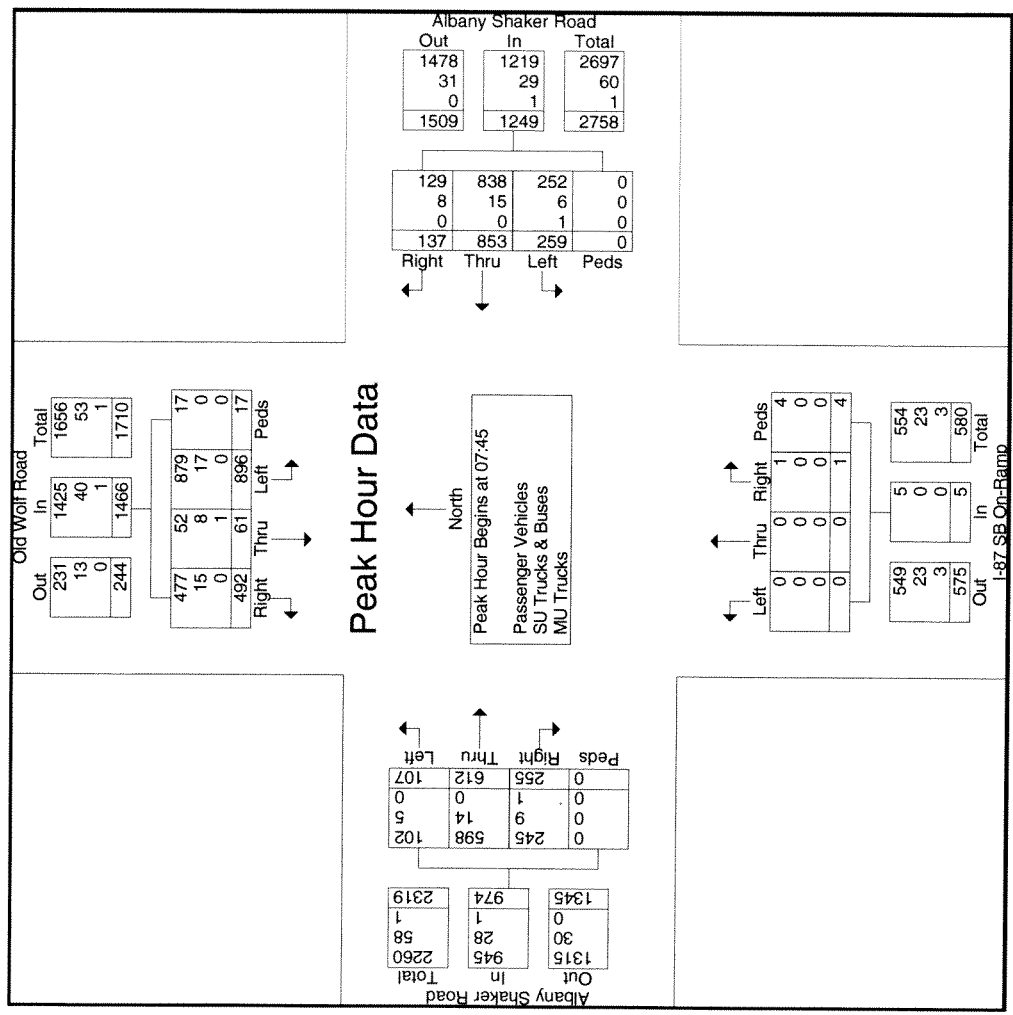 Albany Shaker Road
Out In Total
1478 1219 2697
31 29 60
0 1 1
1509 1249 2758
129 838 252 0
8 15 6 0
0 0 1 0
137 853 259 0
Right Thru Left Peds
Old Wolf Road
Out In Total
231 1425 1656
13 40 53
0 1 1
244 1466 1710
477 52 879 17
15 8 17 0
0 1 0 0
492 61 896 17
Right Thru Left Peds
Peak Hour Data
North
Peak Hour Begins at 07:45
Passenger Vehicles
SU Trucks & Buses
MU Trucks
Left Thru Right Peds
0 0 1 4
0 0 0 0
0 0 0 0
0 0 1 4
549 5 554
23 0 23
3 0 3
575 5 580
Out In Total
I-87 SB On-Ramp
Left Thru Right Peds
107 612 255 0
0 0 1 0
5 14 9 0
102 598 245 0
2319 974 1345
1 1 0
58 28 30
2260 945 1315
Total In Out
Albany Shaker Road